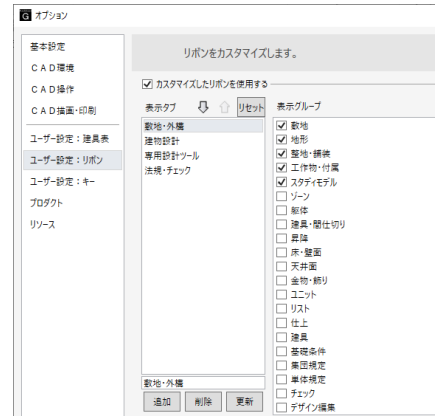 G オプション
基本設定
CAD環境
CAD操作
CAD描画・印刷
ユーザー設定：建具表
ユーザー設定：リボン
ユーザー設定：キー
プロダクト
リソース
リボンをカスタマイズします。
カスタマイズしたリボンを使用する
表示タブ
リセット
敷地・外構
建物設計
専用設計ツール
法規・チェック
敷地・外構
追加 削除 更新
表示グループ
敷地
地形
整地・舗装
工作物・付属
スタディモデル
ゾーン
躯体
建具・間仕切り
昇降
床・壁面
天井面
金物・飾り
ユニット
リスト
仕上
建具
基礎条件
集団規定
単体規定
チェック
デザイン編集